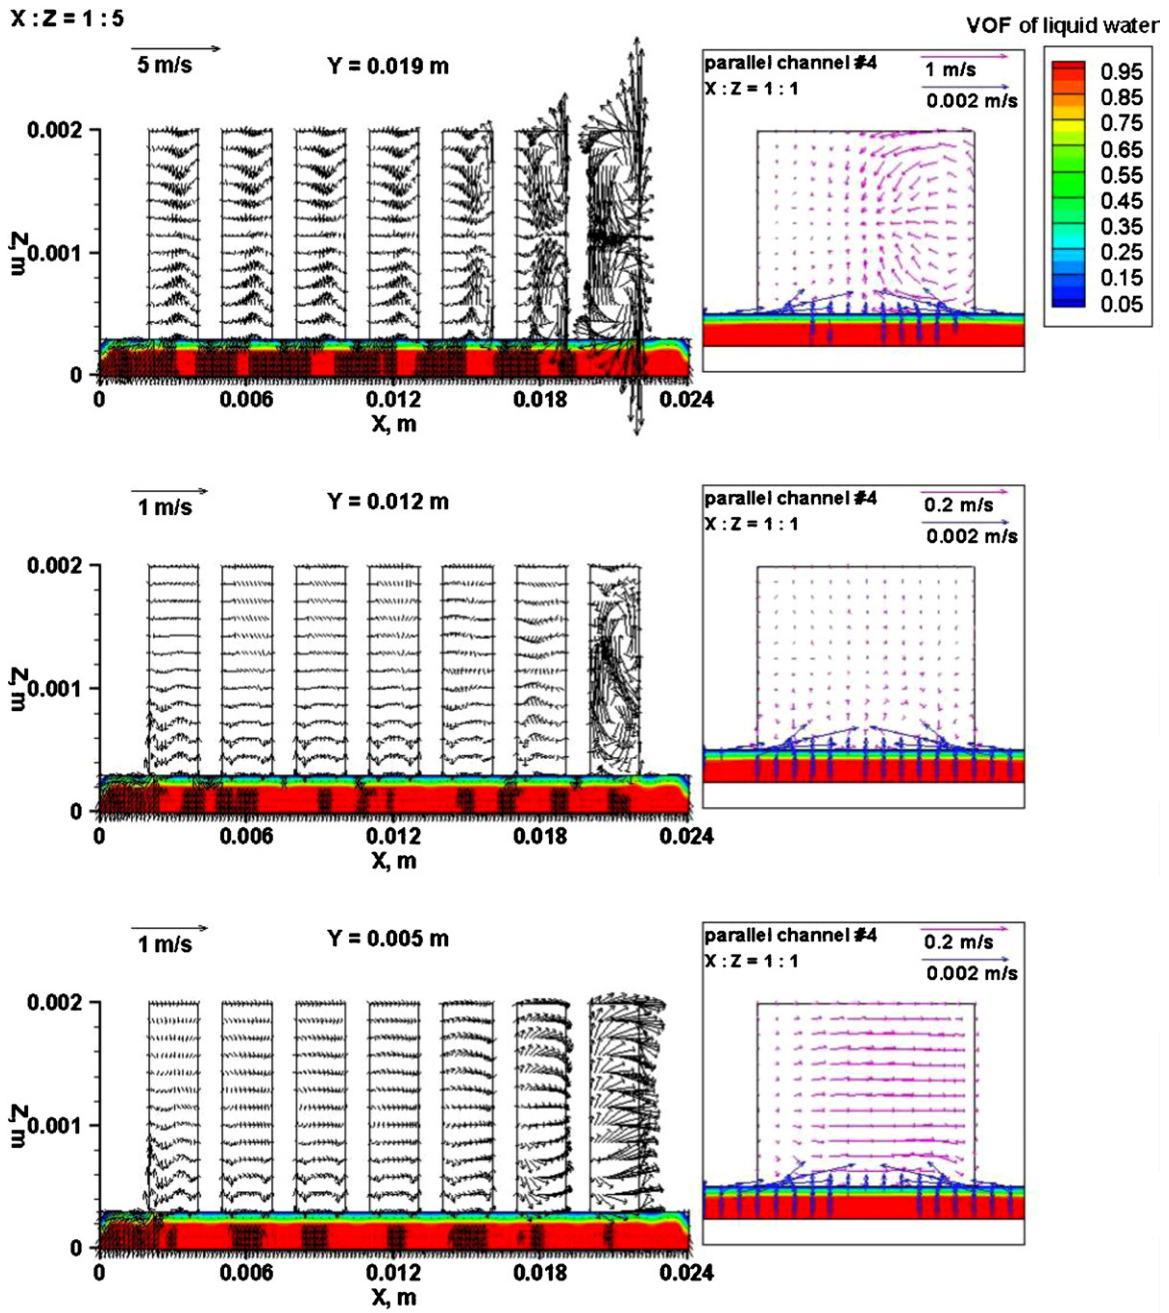 X : Z = 1 : 5
VOF of liquid water
5 m/s
Y = 0.019 m
parallel channel #4
1 m/s
X : Z = 1 : 1
0.002 m/s
0.95
0.85
0.75
0.65
0.55
0.45
0.35
0.25
0.15
0.05
0.002
0.001
0
Z, m
0
0.006
0.012
0.018
0.024
X, m
1 m/s
Y = 0.012 m
parallel channel #4
0.2 m/s
X : Z = 1 : 1
0.002 m/s
0.002
0.001
0
Z, m
0
0.006
0.012
0.018
0.024
X, m
1 m/s
Y = 0.005 m
parallel channel #4
0.2 m/s
X : Z = 1 : 1
0.002 m/s
0.002
0.001
0
Z, m
0
0.006
0.012
0.018
0.024
X, m